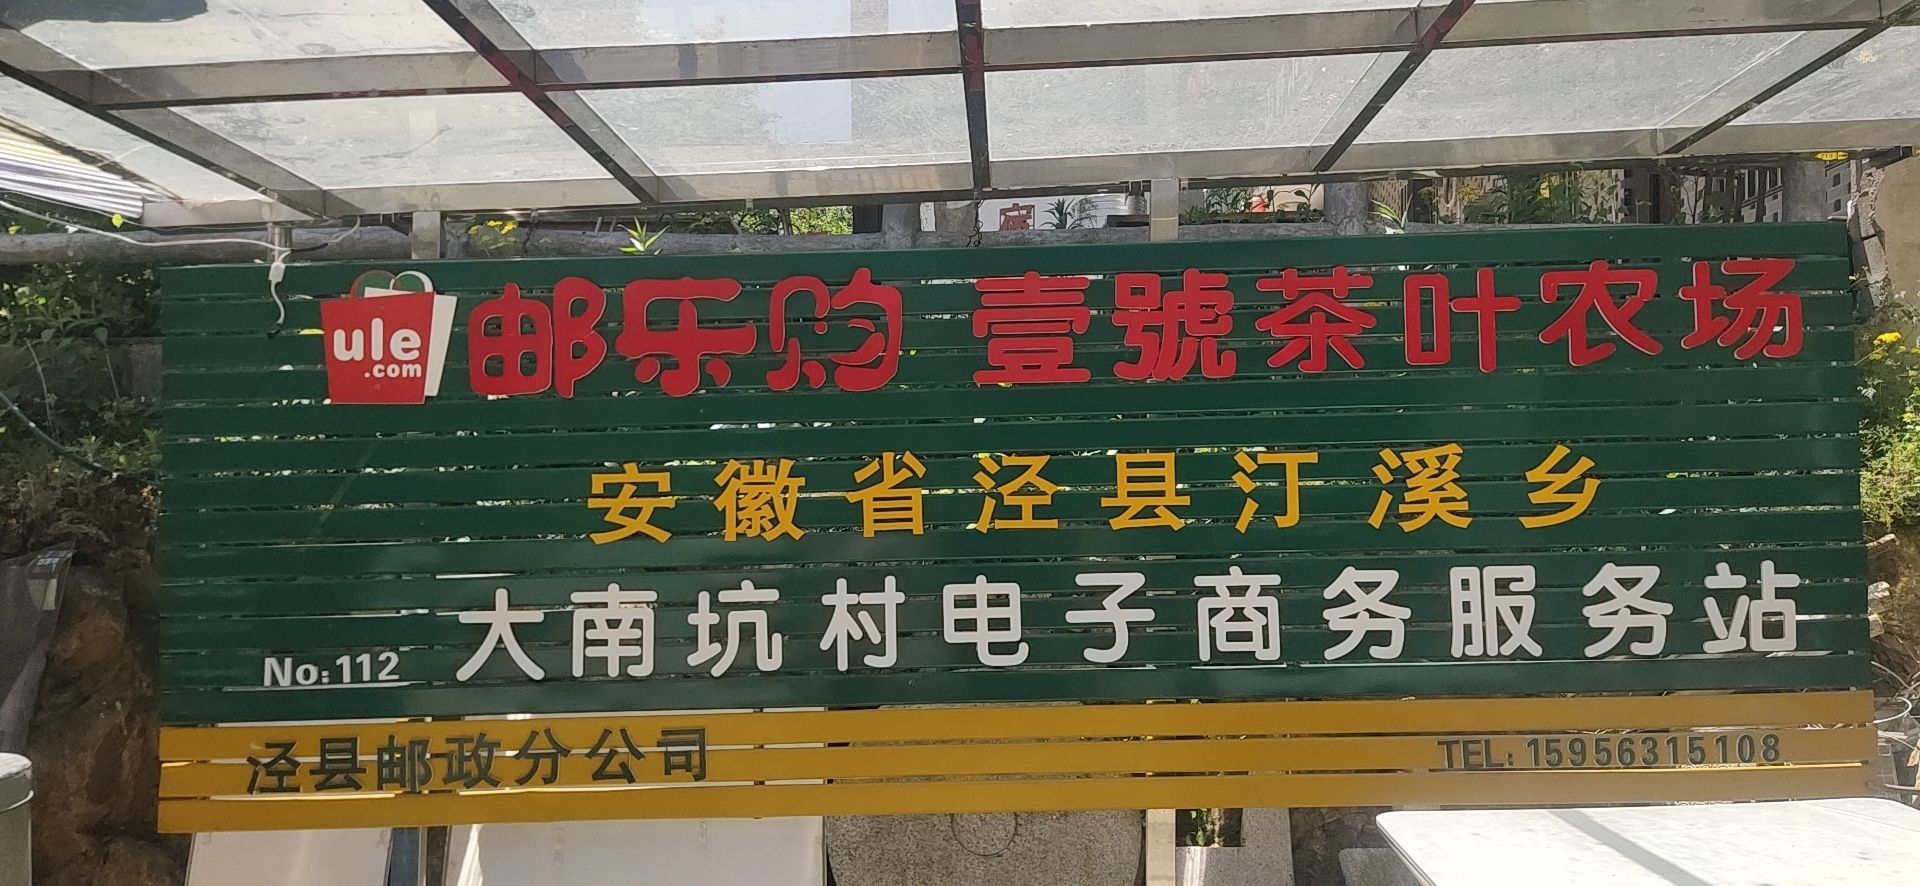 ule
.com
邮乐购 壹號茶叶农场
安徽省泾县汀溪乡
No:112 大南坑村电子商务服务站
泾县邮政分公司 TEL:15956315108